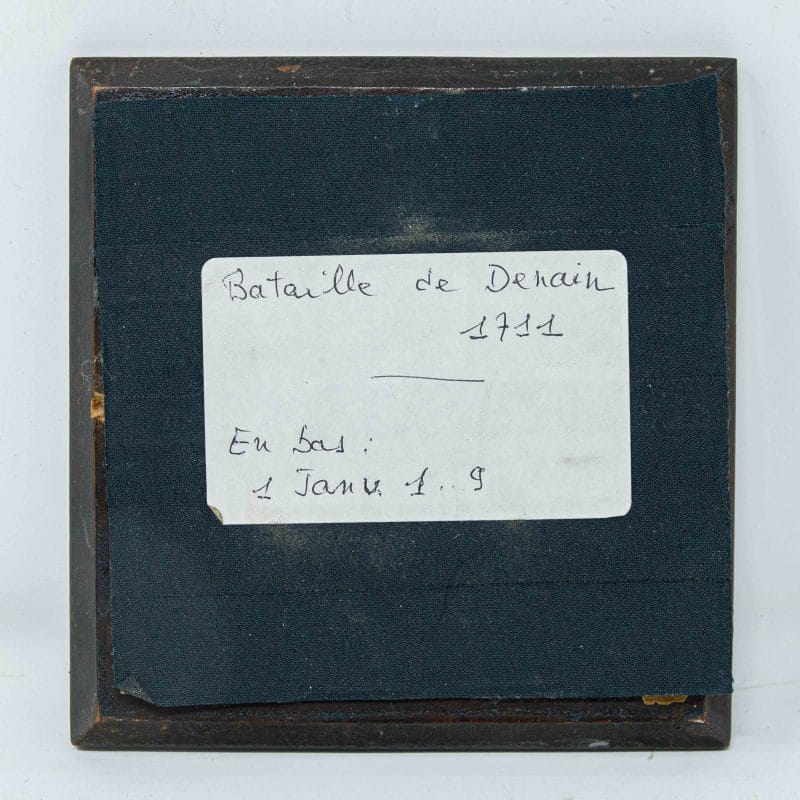 Bataille de Denain
1711
En bas :
1 Janv. 1..9